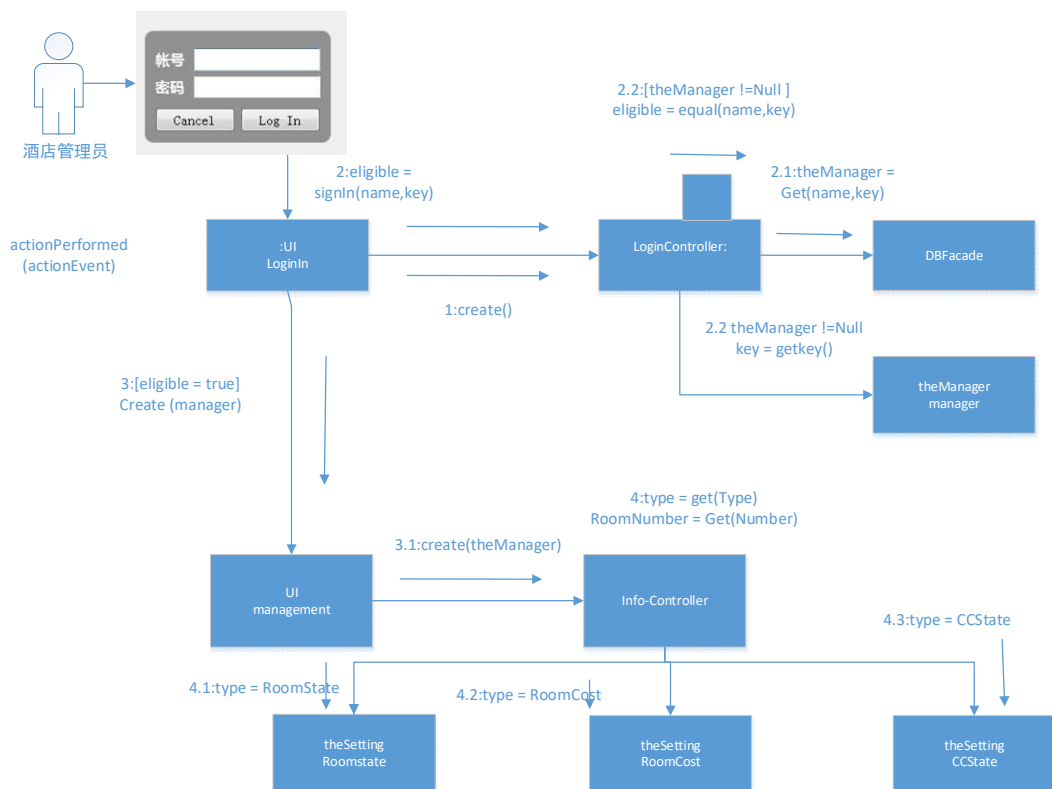 帐号
密码
Cancel
Log In
酒店管理员
2.2:[theManager !=Null ]
eligible = equal(name,key)
2:eligible =
signIn(name,key)
2.1:theManager =
Get(name,key)
actionPerformed
(actionEvent)
:UI
LoginIn
LoginController:
DBFacade
1:create()
2.2 theManager !=Null
key = getkey()
3:[eligible = true]
Create (manager)
theManager
manager
4:type = get(Type)
RoomNumber = Get(Number)
3.1:create(theManager)
UI
management
Info-Controller
4.3:type = CCState
4.1:type = RoomState
4.2:type = RoomCost
theSetting
Roomstate
theSetting
RoomCost
theSetting
CCState